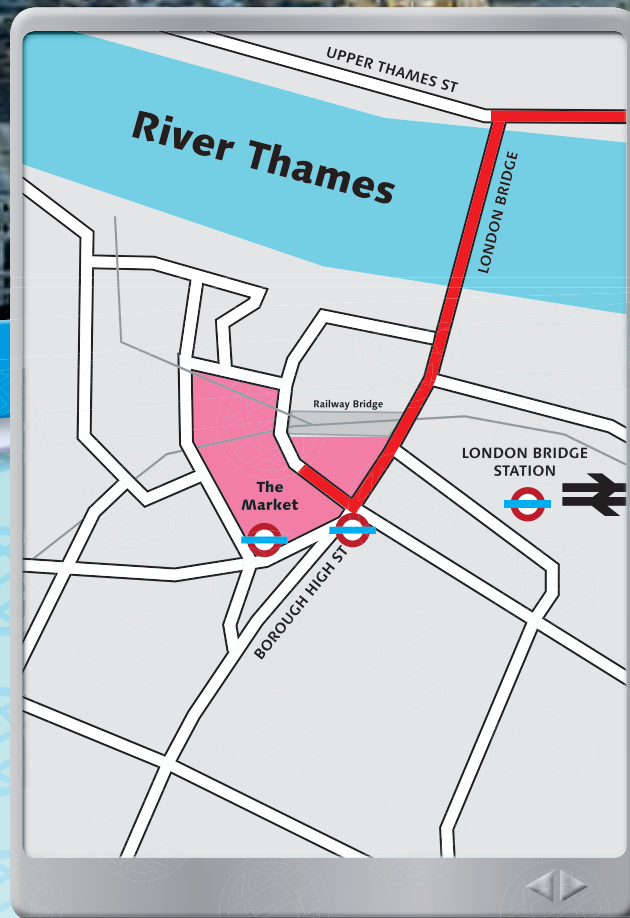 UPPER THAMES ST
River Thames
LONDON BRIDGE
Railway Bridge
LONDON BRIDGE
STATION
The
Market
BOROUGH HIGH ST